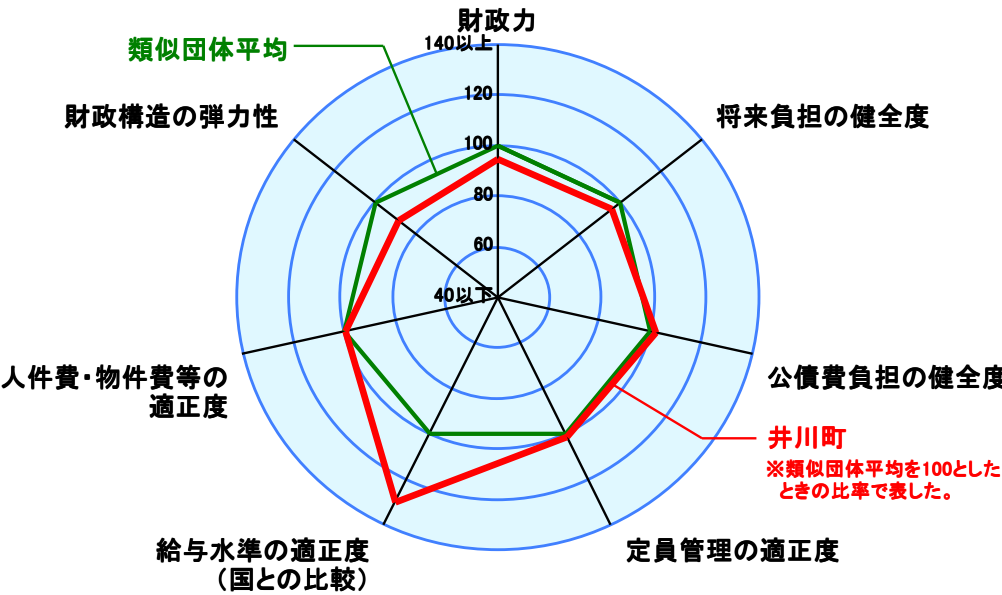 財政力
140以上
類似団体平均
財政構造の弾力性
120
将来負担の健全度
100
80
60
40以下
人件費・物件費等の
適正度
公債費負担の健全度
井川町
※類似団体平均を100とした
ときの比率で表した。
給与水準の適正度
（国との比較）
定員管理の適正度